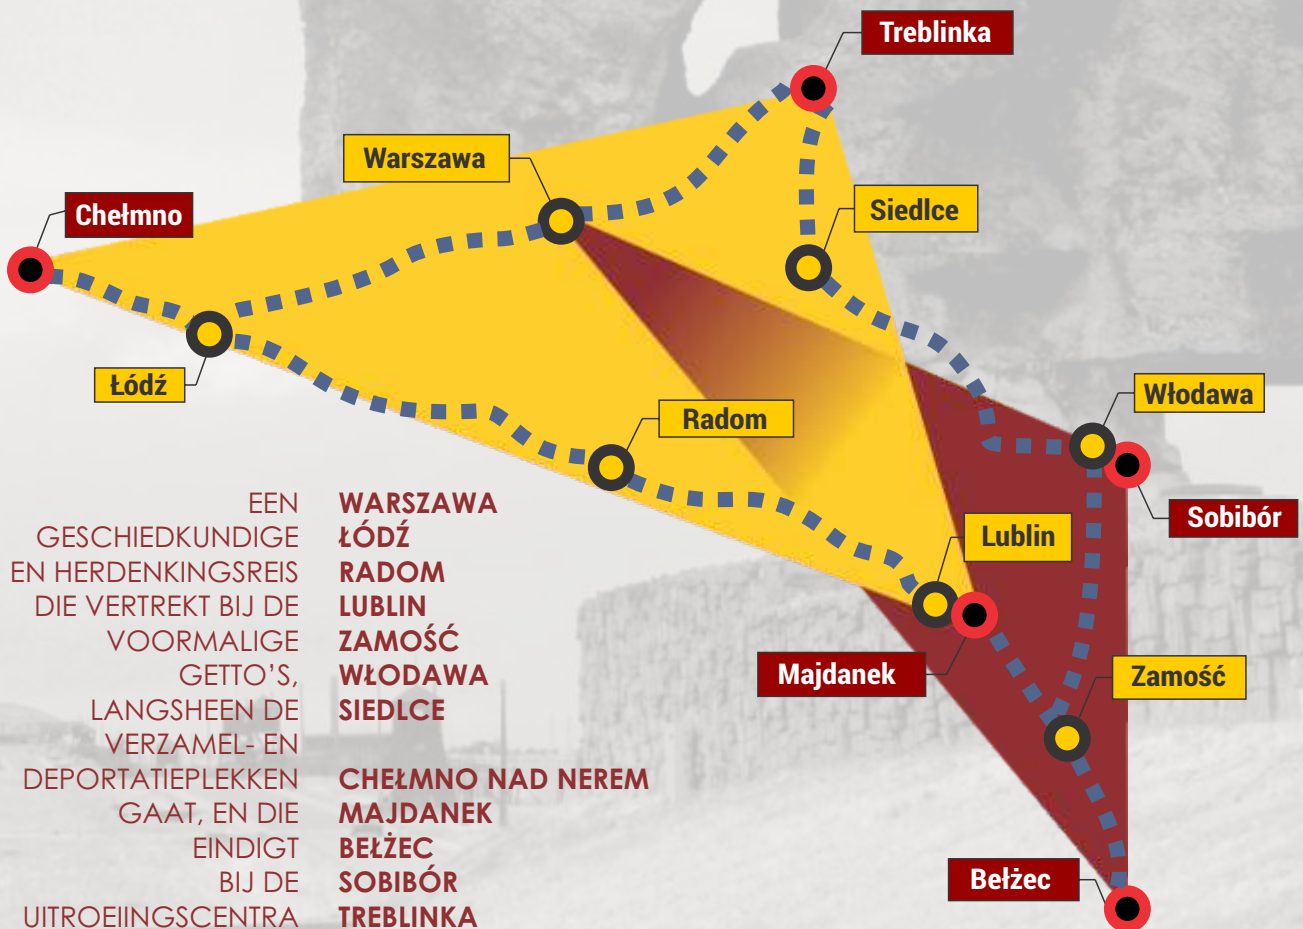 Treblinka
Warszawa
Siedlce
Chełmno
Łódź
Włodawa
Radom
Sobibór
Lublin
Majdanek
Zamość
Bełżec
EEN
GESCHIEDKUNDIGE
EN HERDENKINGSREIS
DIE VERTREKT BIJ DE
VOORMALIGE
GETTO'S,
LANGSHEEN DE
VERZAMEL- EN
DEPORTATIEPLEKKEN
GAAT, EN DIE
EINDIGT
BIJ DE
UITROEIINGSCENTRA
WARSZAWA
ŁÓDŹ
RADOM
LUBLIN
ZAMOŚĆ
WŁODAWA
SIEDLCE
CHEŁMNO NAD NEREM
MAJDANEK
BEŁŻEC
SOBIBÓR
TREBLINKA